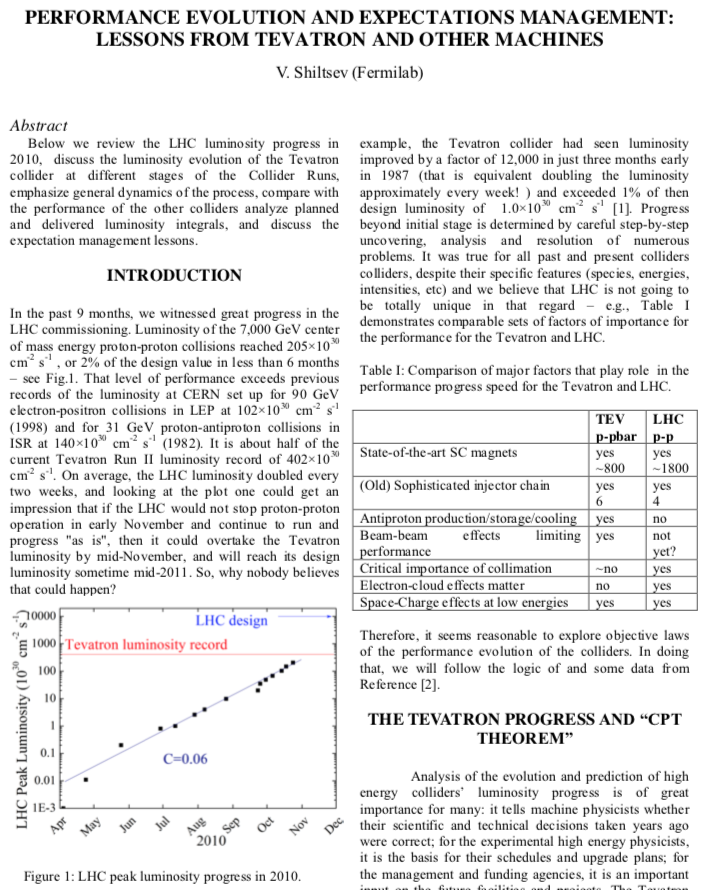 PERFORMANCE EVOLUTION AND EXPECTATIONS MANAGEMENT:
LESSONS FROM TEVATRON AND OTHER MACHINES
V. Shiltsev (Fermilab)
Abstract
Below we review the LHC luminosity progress in
2010, discuss the luminosity evolution of the Tevatron
collider at different stages of the Collider Runs,
emphasize general dynamics of the process, compare with
the performance of the other colliders analyze planned
and delivered luminosity integrals, and discuss the
expectation management lessons.
INTRODUCTION
In the past 9 months, we witnessed great progress in the
LHC commissioning. Luminosity of the 7,000 GeV center
of mass energy proton-proton collisions reached 205×10³⁰
cm⁻² s⁻¹ , or 2% of the design value in less than 6 months
– see Fig.1. That level of performance exceeds previous
records of the luminosity at CERN set up for 90 GeV
electron-positron collisions in LEP at 102×10³⁰ cm⁻² s⁻¹
(1998) and for 31 GeV proton-antiproton collisions in
ISR at 140×10³⁰ cm⁻² s⁻¹ (1982). It is about half of the
current Tevatron Run II luminosity record of 402×10³⁰
cm⁻² s⁻¹. On average, the LHC luminosity doubled every
two weeks, and looking at the plot one could get an
impression that if the LHC would not stop proton-proton
operation in early November and continue to run and
progress "as is", then it could overtake the Tevatron
luminosity by mid-November, and will reach its design
luminosity sometime mid-2011. So, why nobody believes
that could happen?
LHC Peak Luminosity (10³⁰ cm⁻² s⁻¹)
10000
1000
100
10
1
0.1
0.01
1E-3
LHC design
Tevatron luminosity record
C=0.06
Apr May Jun Jul Aug Sep Oct Nov Dec
2010
Figure 1: LHC peak luminosity progress in 2010.
example, the Tevatron collider had seen luminosity
improved by a factor of 12,000 in just three months early
in 1987 (that is equivalent doubling the luminosity
approximately every week! ) and exceeded 1% of then
design luminosity of 1.0×10³⁰ cm⁻² s⁻¹ [1]. Progress
beyond initial stage is determined by careful step-by-step
uncovering, analysis and resolution of numerous
problems. It was true for all past and present colliders
colliders, despite their specific features (species, energies,
intensities, etc) and we believe that LHC is not going to
be totally unique in that regard – e.g., Table I
demonstrates comparable sets of factors of importance for
the performance for the Tevatron and LHC.
Table I: Comparison of major factors that play role in the
performance progress speed for the Tevatron and LHC.
TEV LHC
p-pbar p-p
State-of-the-art SC magnets yes yes
~800 ~1800
(Old) Sophisticated injector chain yes yes
6 4
Antiproton production/storage/cooling yes no
Beam-beam effects limiting yes not
performance yet?
Critical importance of collimation ~no yes
Electron-cloud effects matter no yes
Space-Charge effects at low energies yes yes
Therefore, it seems reasonable to explore objective laws
of the performance evolution of the colliders. In doing
that, we will follow the logic of and some data from
Reference [2].
THE TEVATRON PROGRESS AND “CPT
THEOREM”
Analysis of the evolution and prediction of high
energy colliders’ luminosity progress is of great
importance for many: it tells machine physicists whether
their scientific and technical decisions taken years ago
were correct; for the experimental high energy physicists,
it is the basis for their schedules and upgrade plans; for
the management and funding agencies, it is an important
input on the future facilities and projects. The Tevatron